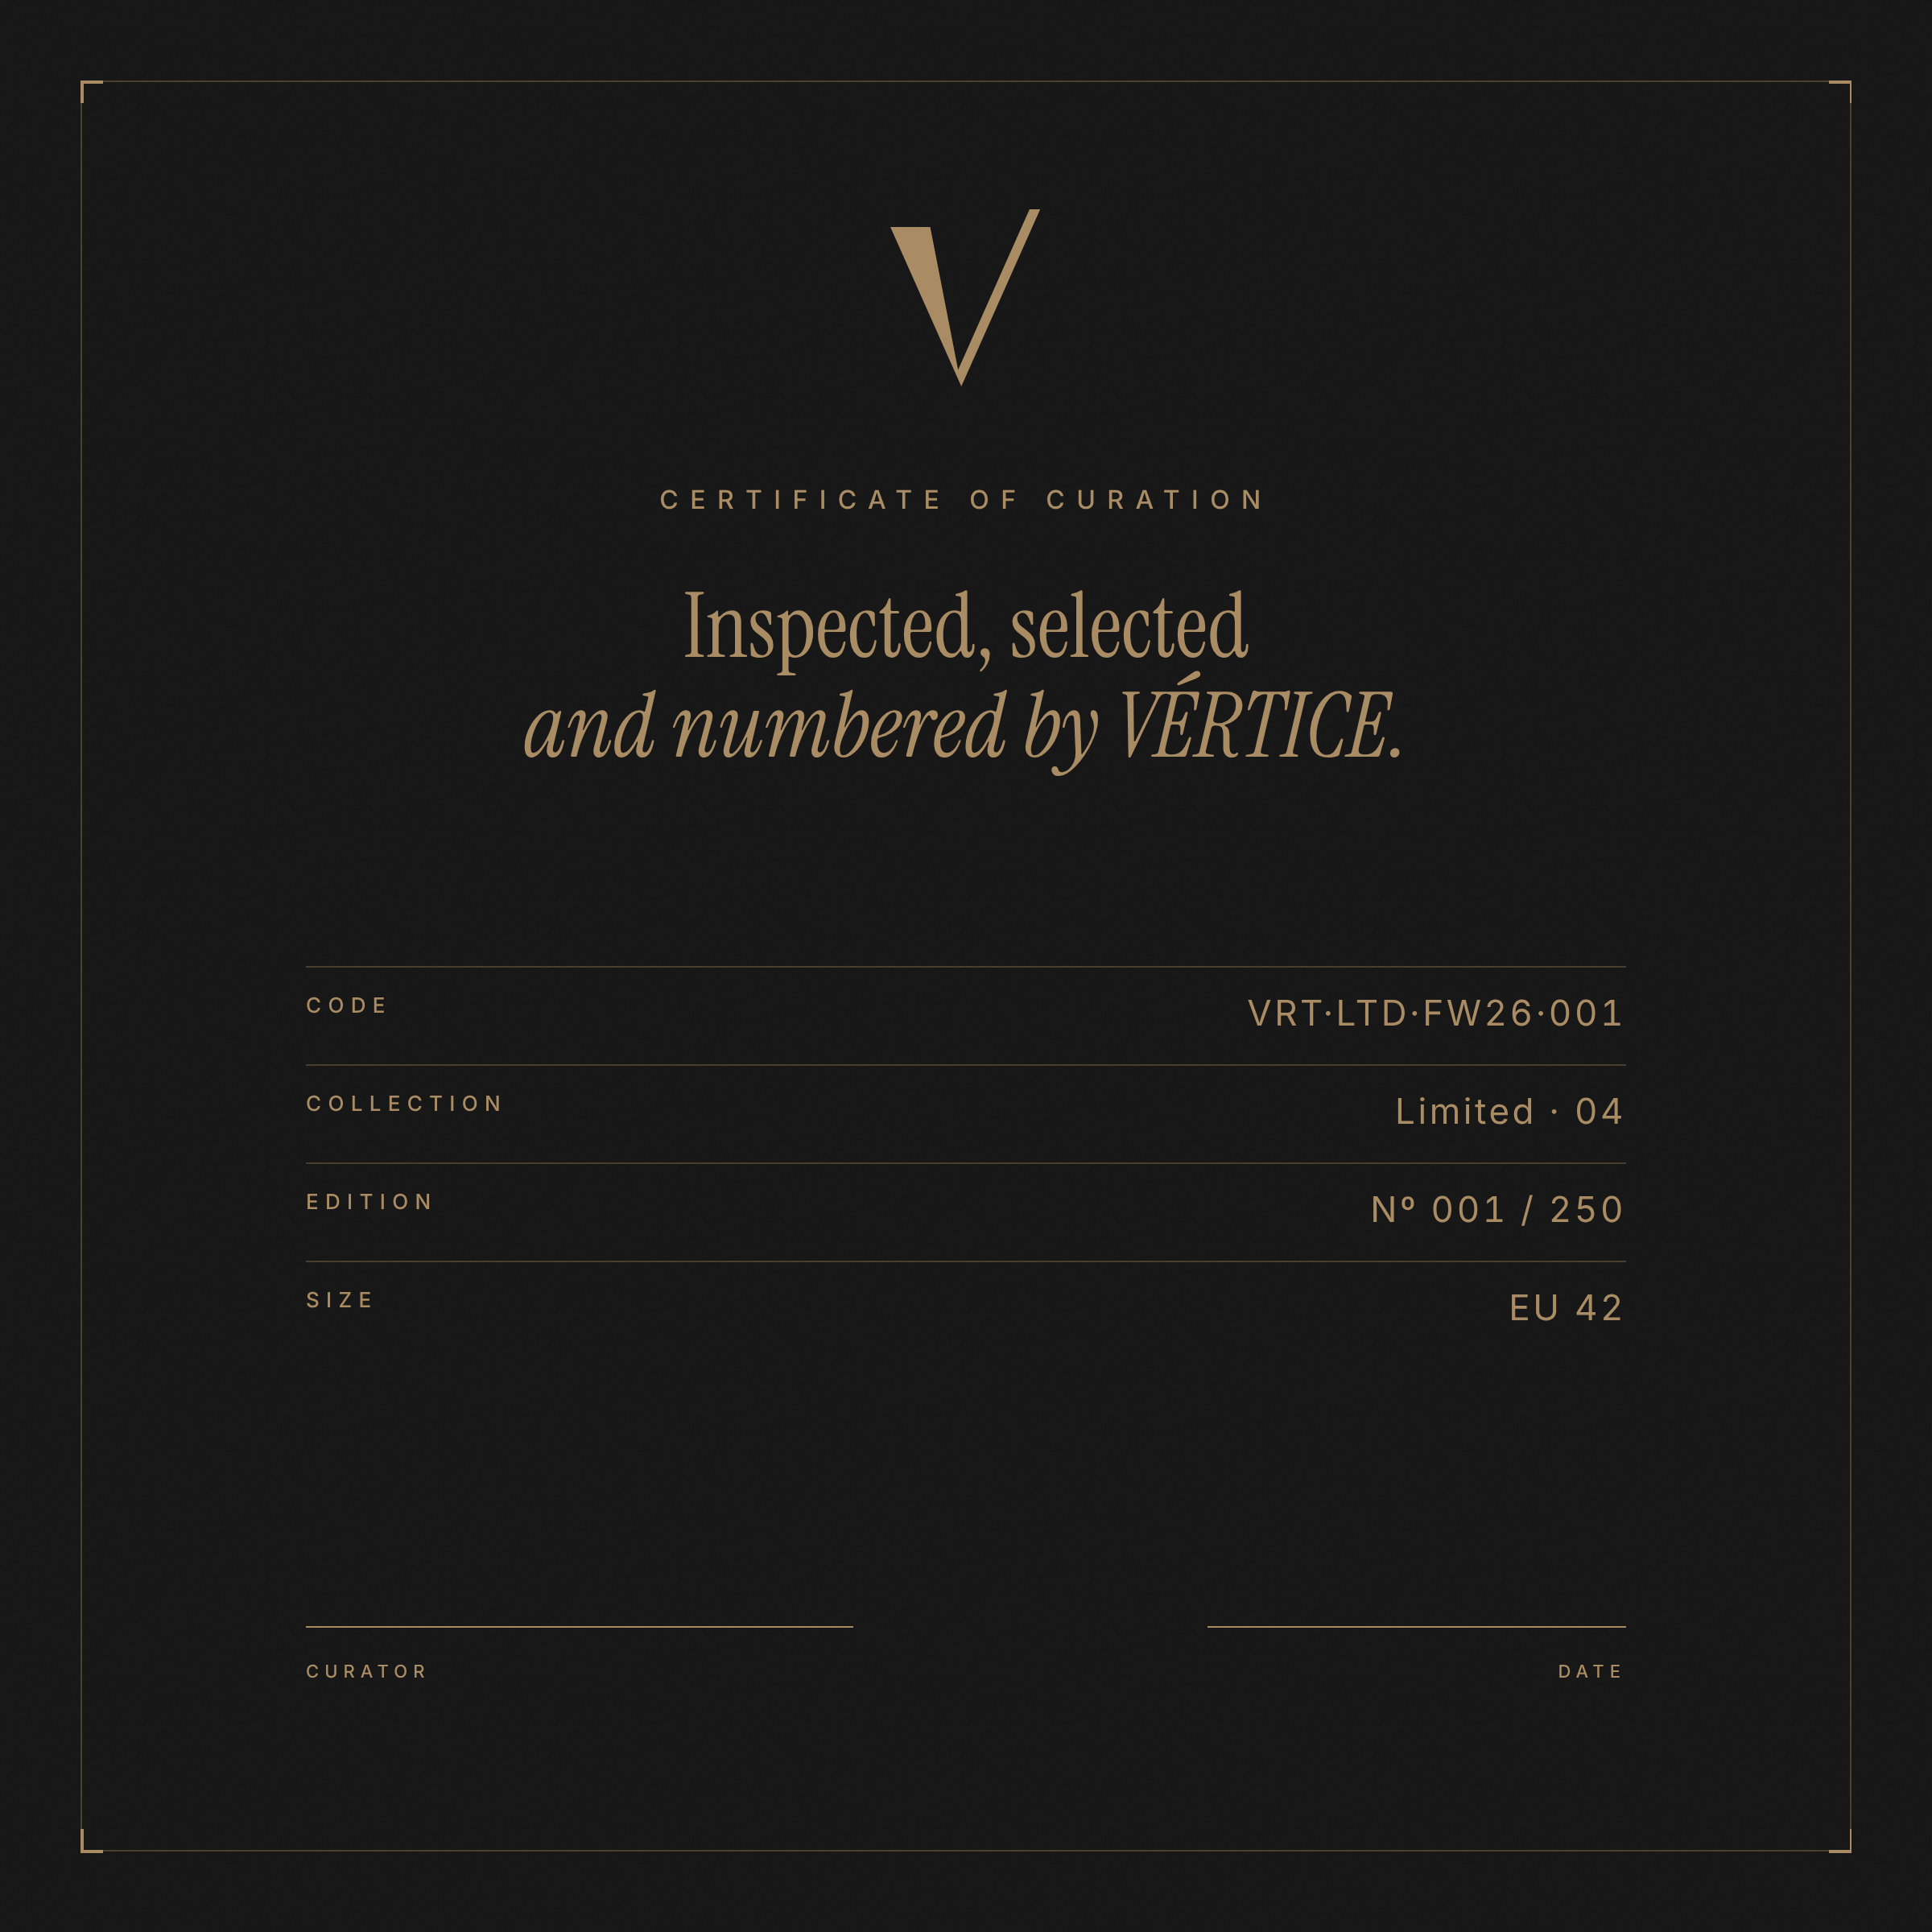 V
CERTIFICATE OF CURATION
Inspected, selected
and numbered by VÉRTICE.
CODE VRT·LTD·FW26·001
COLLECTION Limited · 04
EDITION Nº 001 / 250
SIZE EU 42
CURATOR DATE